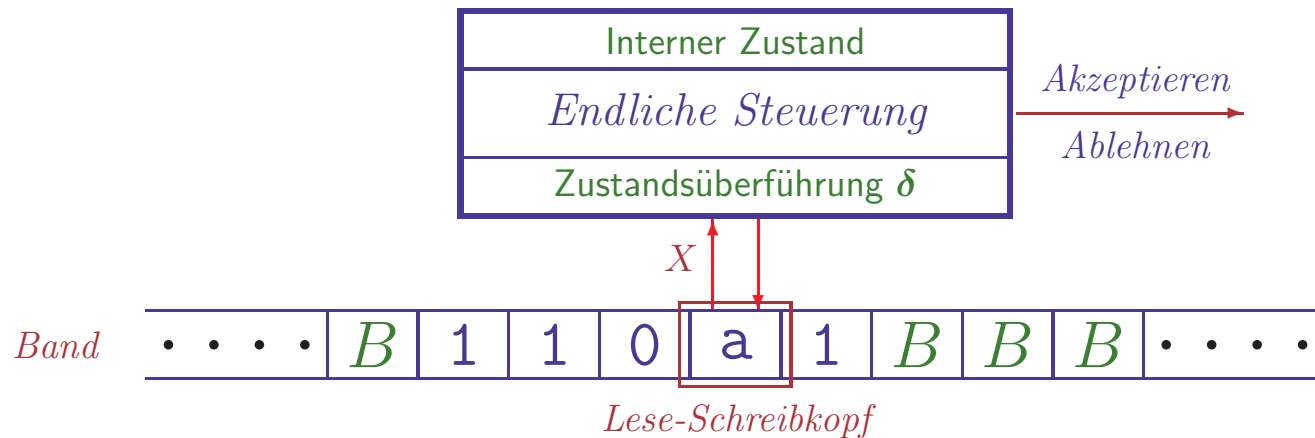 Interner Zustand
Endliche Steuerung
Zustandsüberführung δ
Akzeptieren
Ablehnen
X
Band · · · · B 1 1 0 a 1 B B B · · · ·
Lese-Schreibkopf